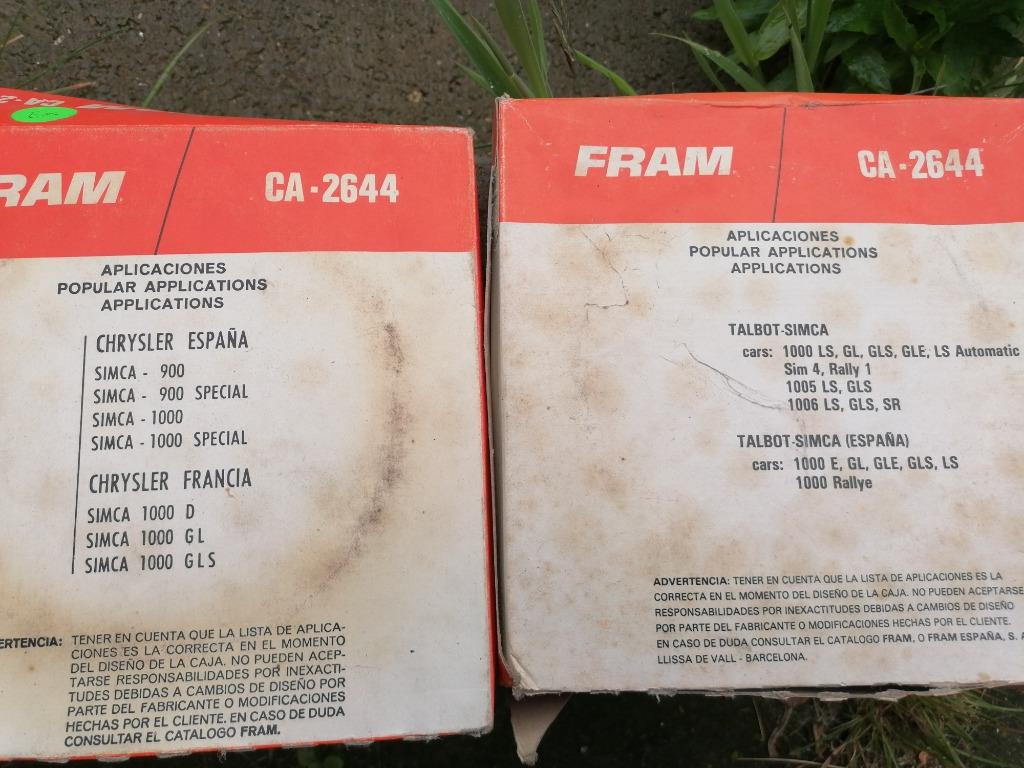 CA-2
RAM
CA-2644
APLICACIONES
POPULAR APPLICATIONS
APPLICATIONS
CHRYSLER ESPAÑA
SIMCA - 900
SIMCA - 900 SPECIAL
SIMCA - 1000
SIMCA - 1000 SPECIAL
CHRYSLER FRANCIA
SIMCA 1000 D
SIMCA 1000 GL
SIMCA 1000 GLS
ERTENCIA: TENER EN CUENTA QUE LA LISTA DE APLICA-
CIONES ES LA CORRECTA EN EL MOMENTO
DEL DISEÑO DE LA CAJA. NO PUEDEN ACEP-
TARSE RESPONSABILIDADES POR INEXACTI-
TUDES DEBIDAS A CAMBIOS DE DISEÑO POR
PARTE DEL FABRICANTE O MODIFICACIONES
HECHAS POR EL CLIENTE. EN CASO DE DUDA
CONSULTAR EL CATALOGO FRAM.
FRAM
CA-2644
APLICACIONES
POPULAR APPLICATIONS
APPLICATIONS
TALBOT-SIMCA
cars: 1000 LS, GL, GLS, GLE, LS Automatic
Sim 4, Rally 1
1005 LS, GLS
1006 LS, GLS, SR
TALBOT-SIMCA (ESPAÑA)
cars: 1000 E, GL, GLE, GLS, LS
1000 Rallye
ADVERTENCIA: TENER EN CUENTA QUE LA LISTA DE APLICACIONES ES LA
CORRECTA EN EL MOMENTO DEL DISEÑO DE LA CAJA. NO PUEDEN ACEPTARSE
RESPONSABILIDADES POR INEXACTITUDES DEBIDAS A CAMBIOS DE DISEÑO
POR PARTE DEL FABRICANTE O MODIFICACIONES HECHAS POR EL CLIENTE.
EN CASO DE DUDA CONSULTAR EL CATALOGO FRAM, O FRAM ESPAÑA, S. A
LLISSA DE VALL - BARCELONA.